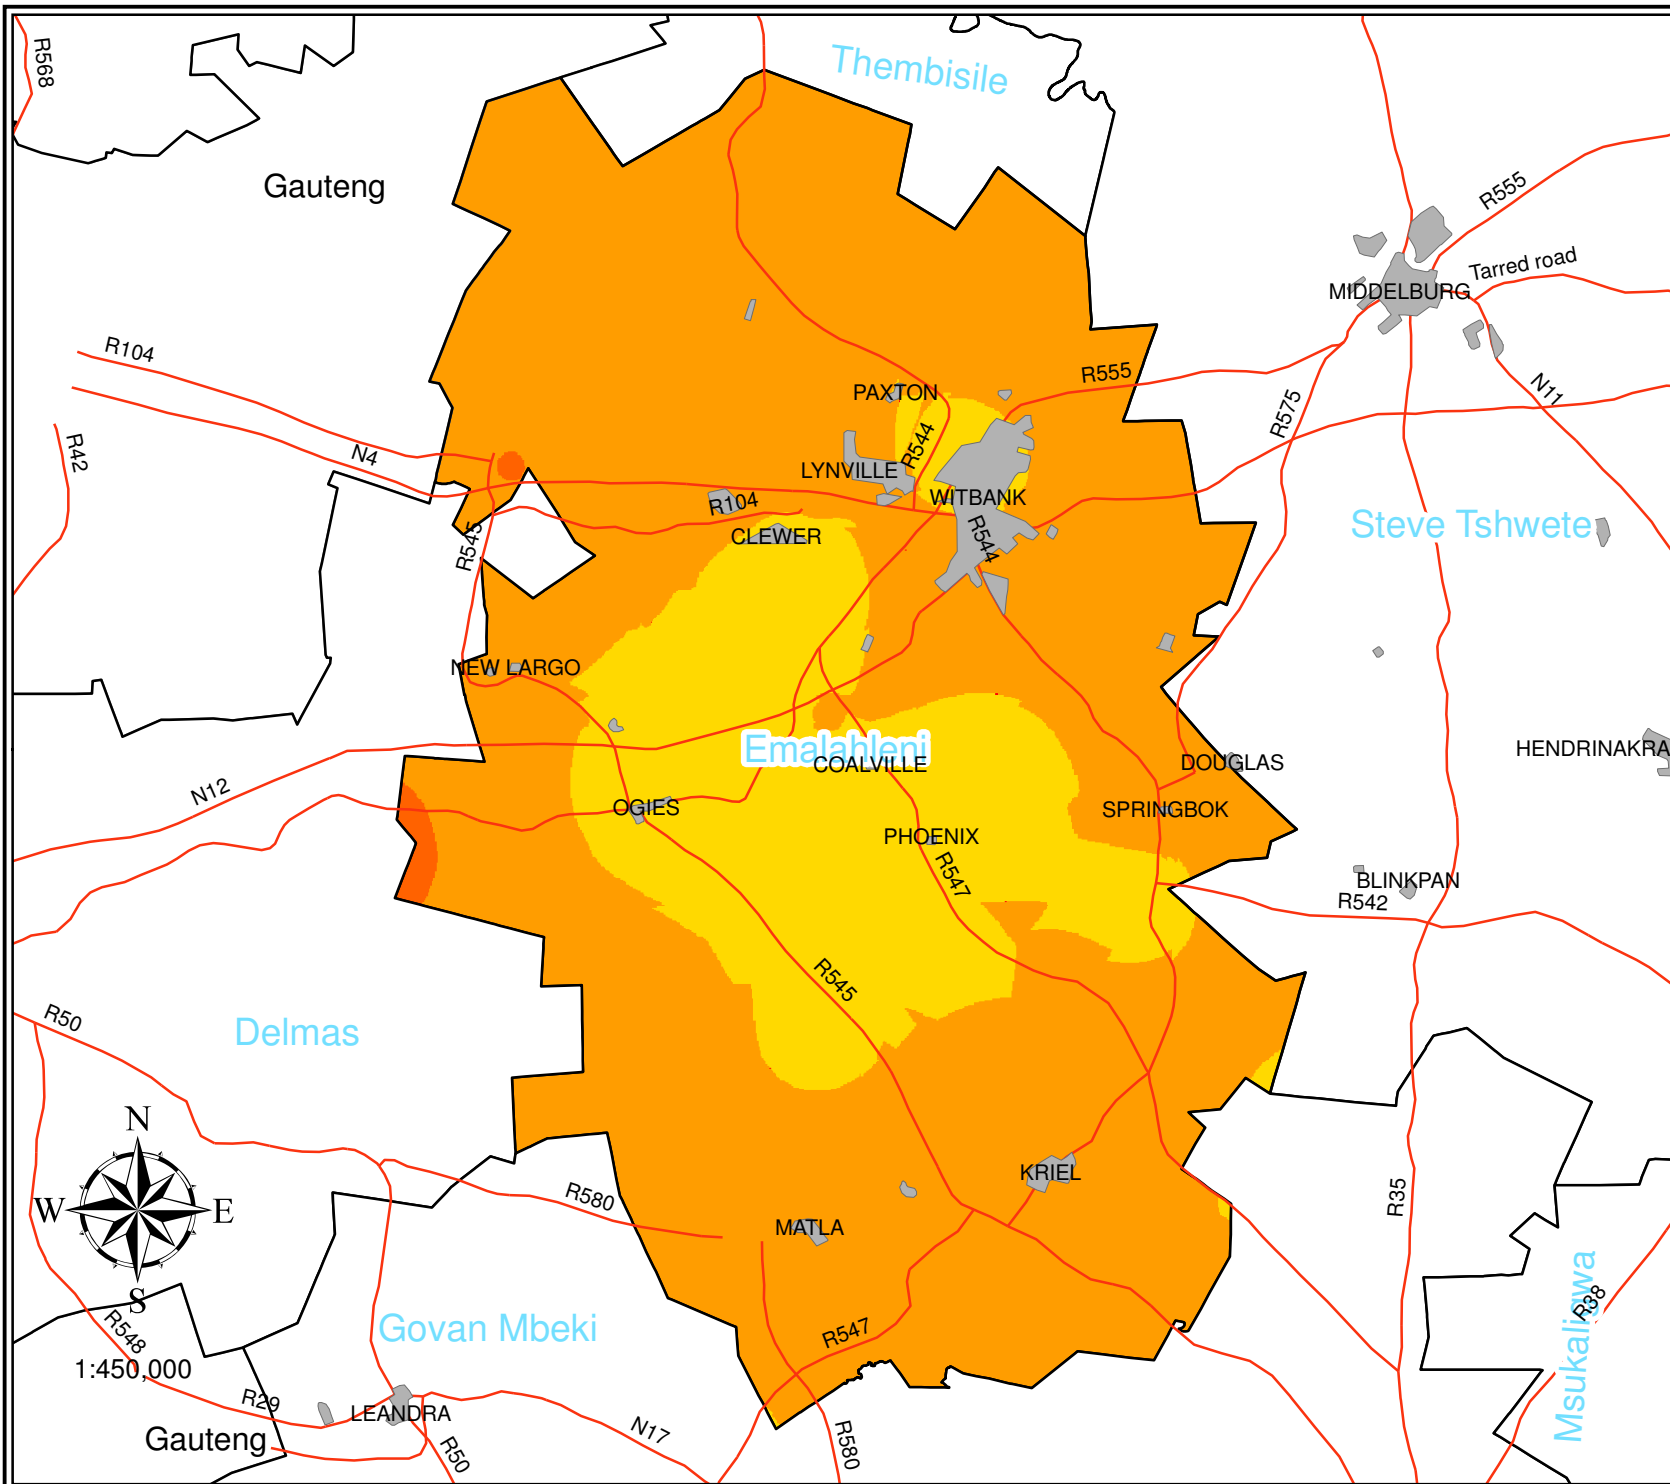 R568
Thembisile
Gauteng
R555
Tarred road
MIDDELBURG
R104
R555
N11
PAXTON
R575
R42
N4
R544
LYNVILLE
WITBANK
R104
CLEWER
R544
Steve Tshwete
R545
NEW LARGO
Emalahleni
COALVILLE
DOUGLAS
HENDRINAKRA
N12
OGIES
SPRINGBOK
PHOENIX
R547
BLINKPAN
R542
R545
R50
Delmas
N
W
E
S
KRIEL
R580
R35
MATLA
Govan Mbeki
Msukaligwa
R38
R548
R547
1:450,000
R29
LEANDRA
Gauteng
R50
N17
R580